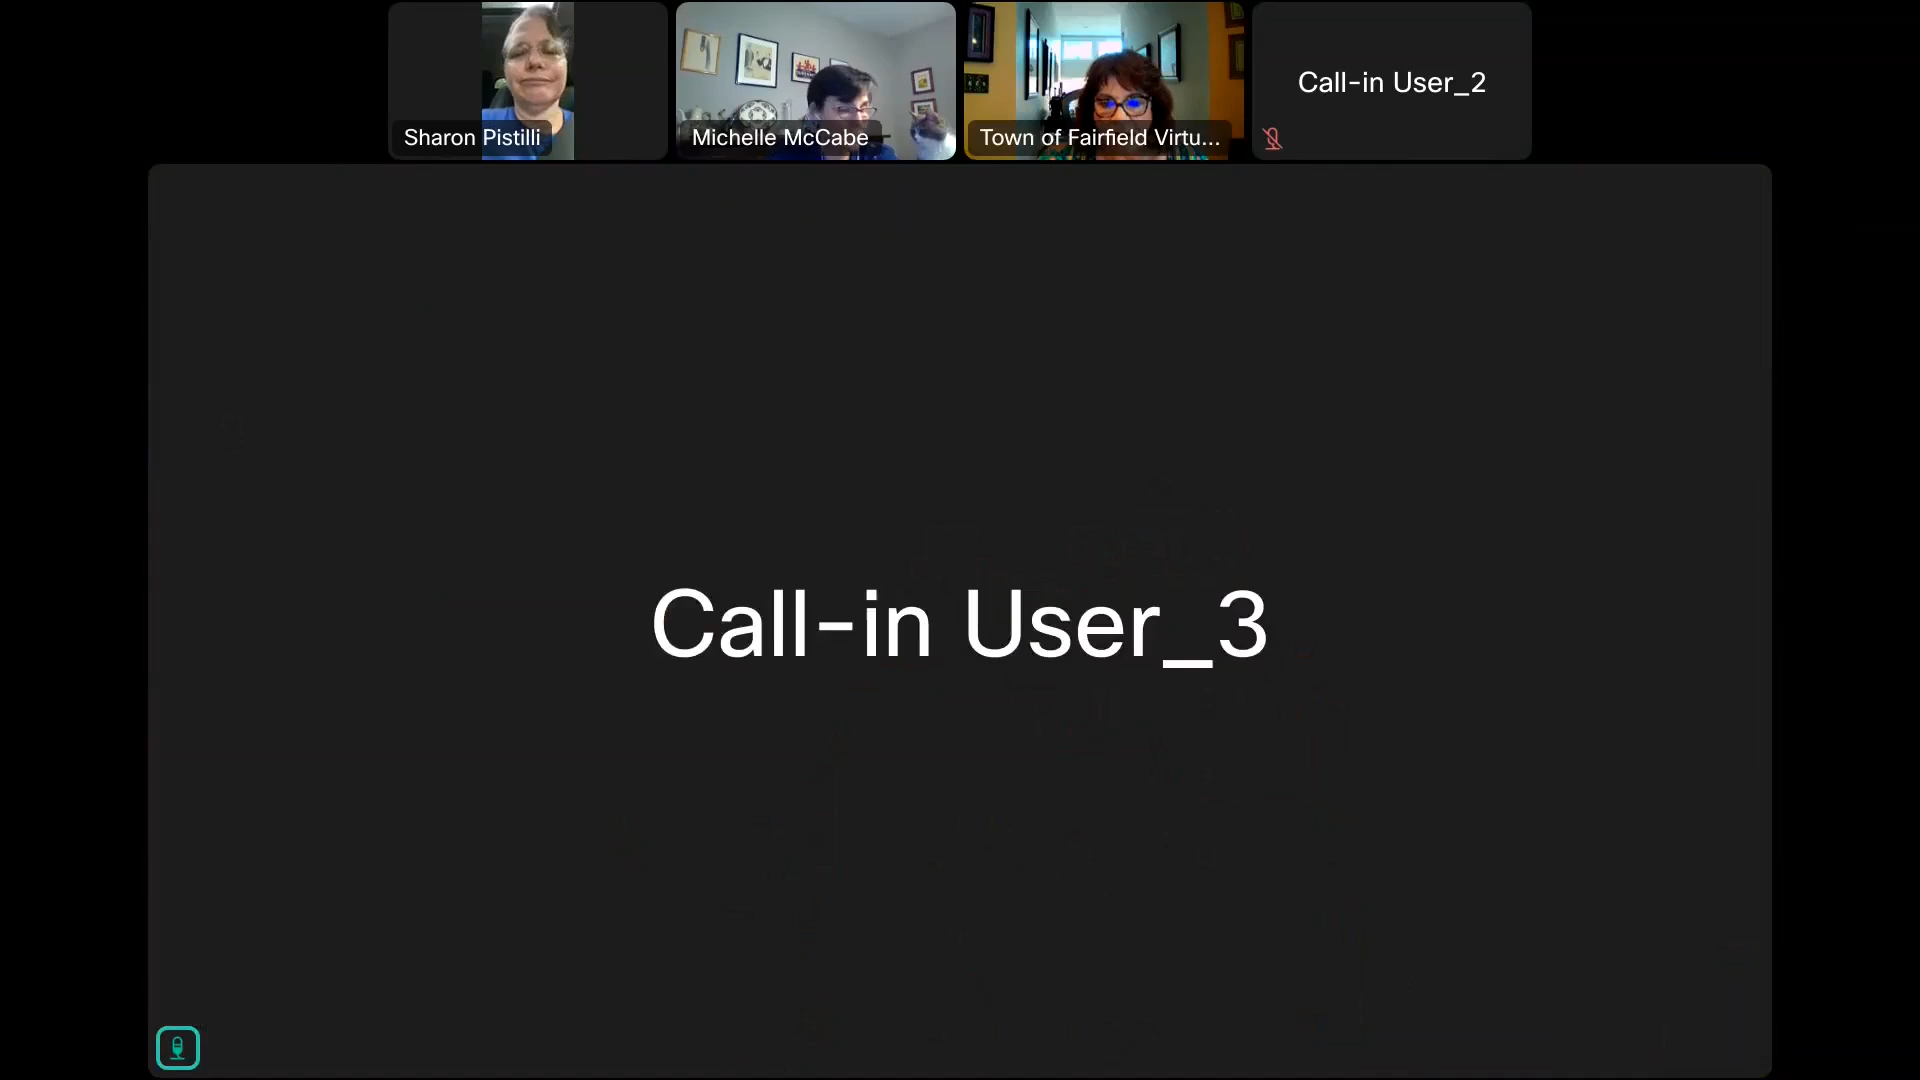 Sharon Pistilli
Michelle McCabe
Town of Fairfield Virtu...
Call-in User_2
Call-in User_3